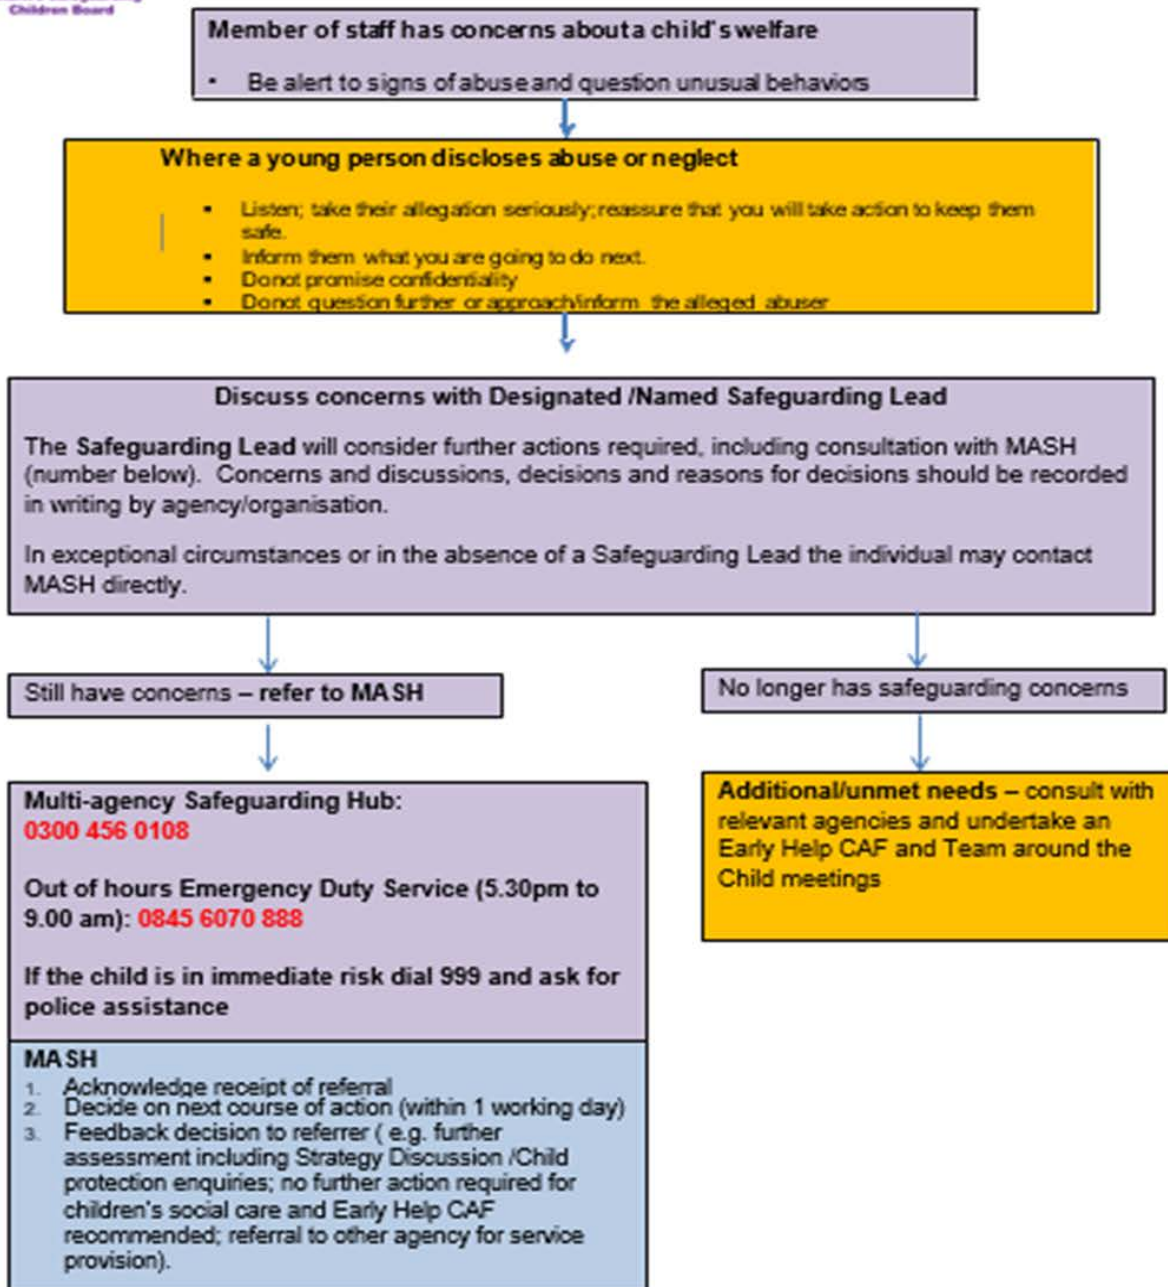 Children Board
Member of staff has concerns about a child's welfare
▪ Be alert to signs of abuse and question unusual behaviors
Where a young person discloses abuse or neglect
▪ Listen; take their allegation seriously; reassure that you will take action to keep them
safe.
▪ Inform them what you are going to do next.
▪ Do not promise confidentiality
▪ Do not question further or approach/inform the alleged abuser
Discuss concerns with Designated /Named Safeguarding Lead
The Safeguarding Lead will consider further actions required, including consultation with MASH
(number below). Concerns and discussions, decisions and reasons for decisions should be recorded
in writing by agency/organisation.
In exceptional circumstances or in the absence of a Safeguarding Lead the individual may contact
MASH directly.
Still have concerns – refer to MASH
No longer has safeguarding concerns
Multi-agency Safeguarding Hub:
0300 456 0108
Out of hours Emergency Duty Service (5.30pm to
9.00 am): 0845 6070 888
If the child is in immediate risk dial 999 and ask for
police assistance
Additional/unmet needs – consult with
relevant agencies and undertake an
Early Help CAF and Team around the
Child meetings
MASH
1. Acknowledge receipt of referral
2. Decide on next course of action (within 1 working day)
3. Feedback decision to referrer ( e.g. further
assessment including Strategy Discussion /Child
protection enquiries; no further action required for
children's social care and Early Help CAF
recommended; referral to other agency for service
provision).